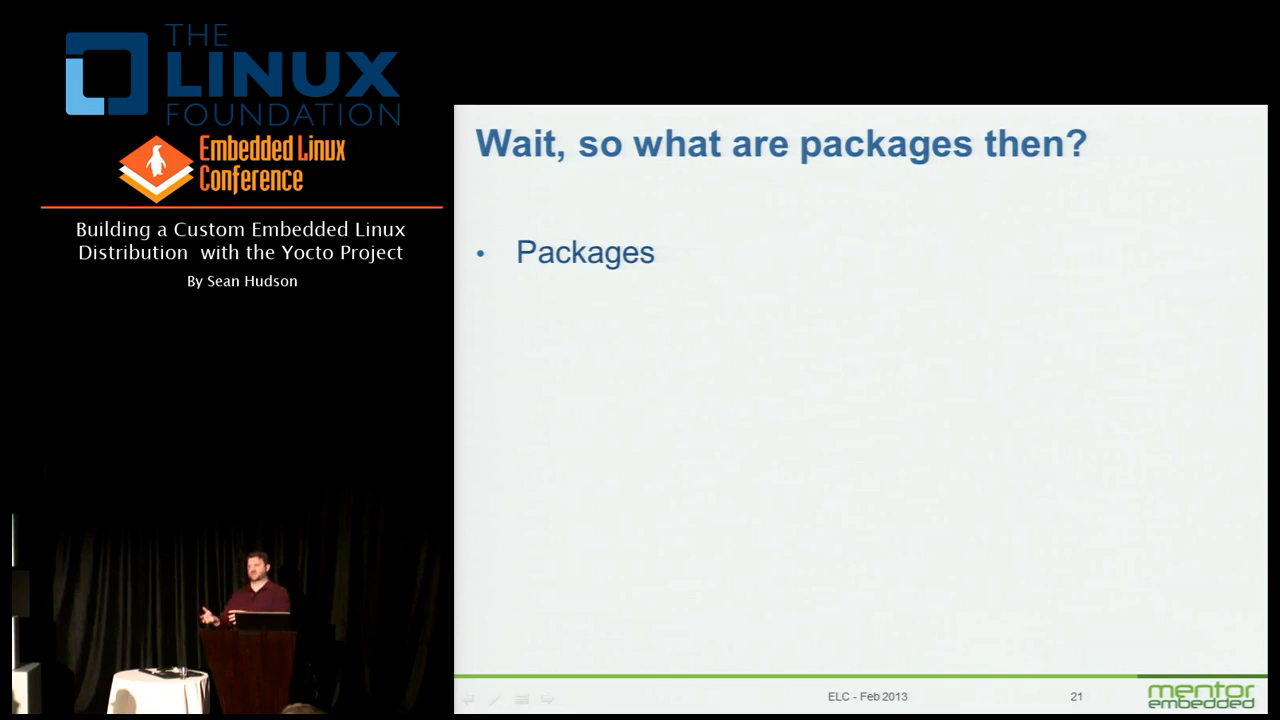 THE
LINUX
FOUNDATION
Embedded Linux
Conference
Building a Custom Embedded Linux
Distribution with the Yocto Project
By Sean Hudson
Wait, so what are packages then?
• Packages
ELC - Feb 2013
21
mentor
embedded